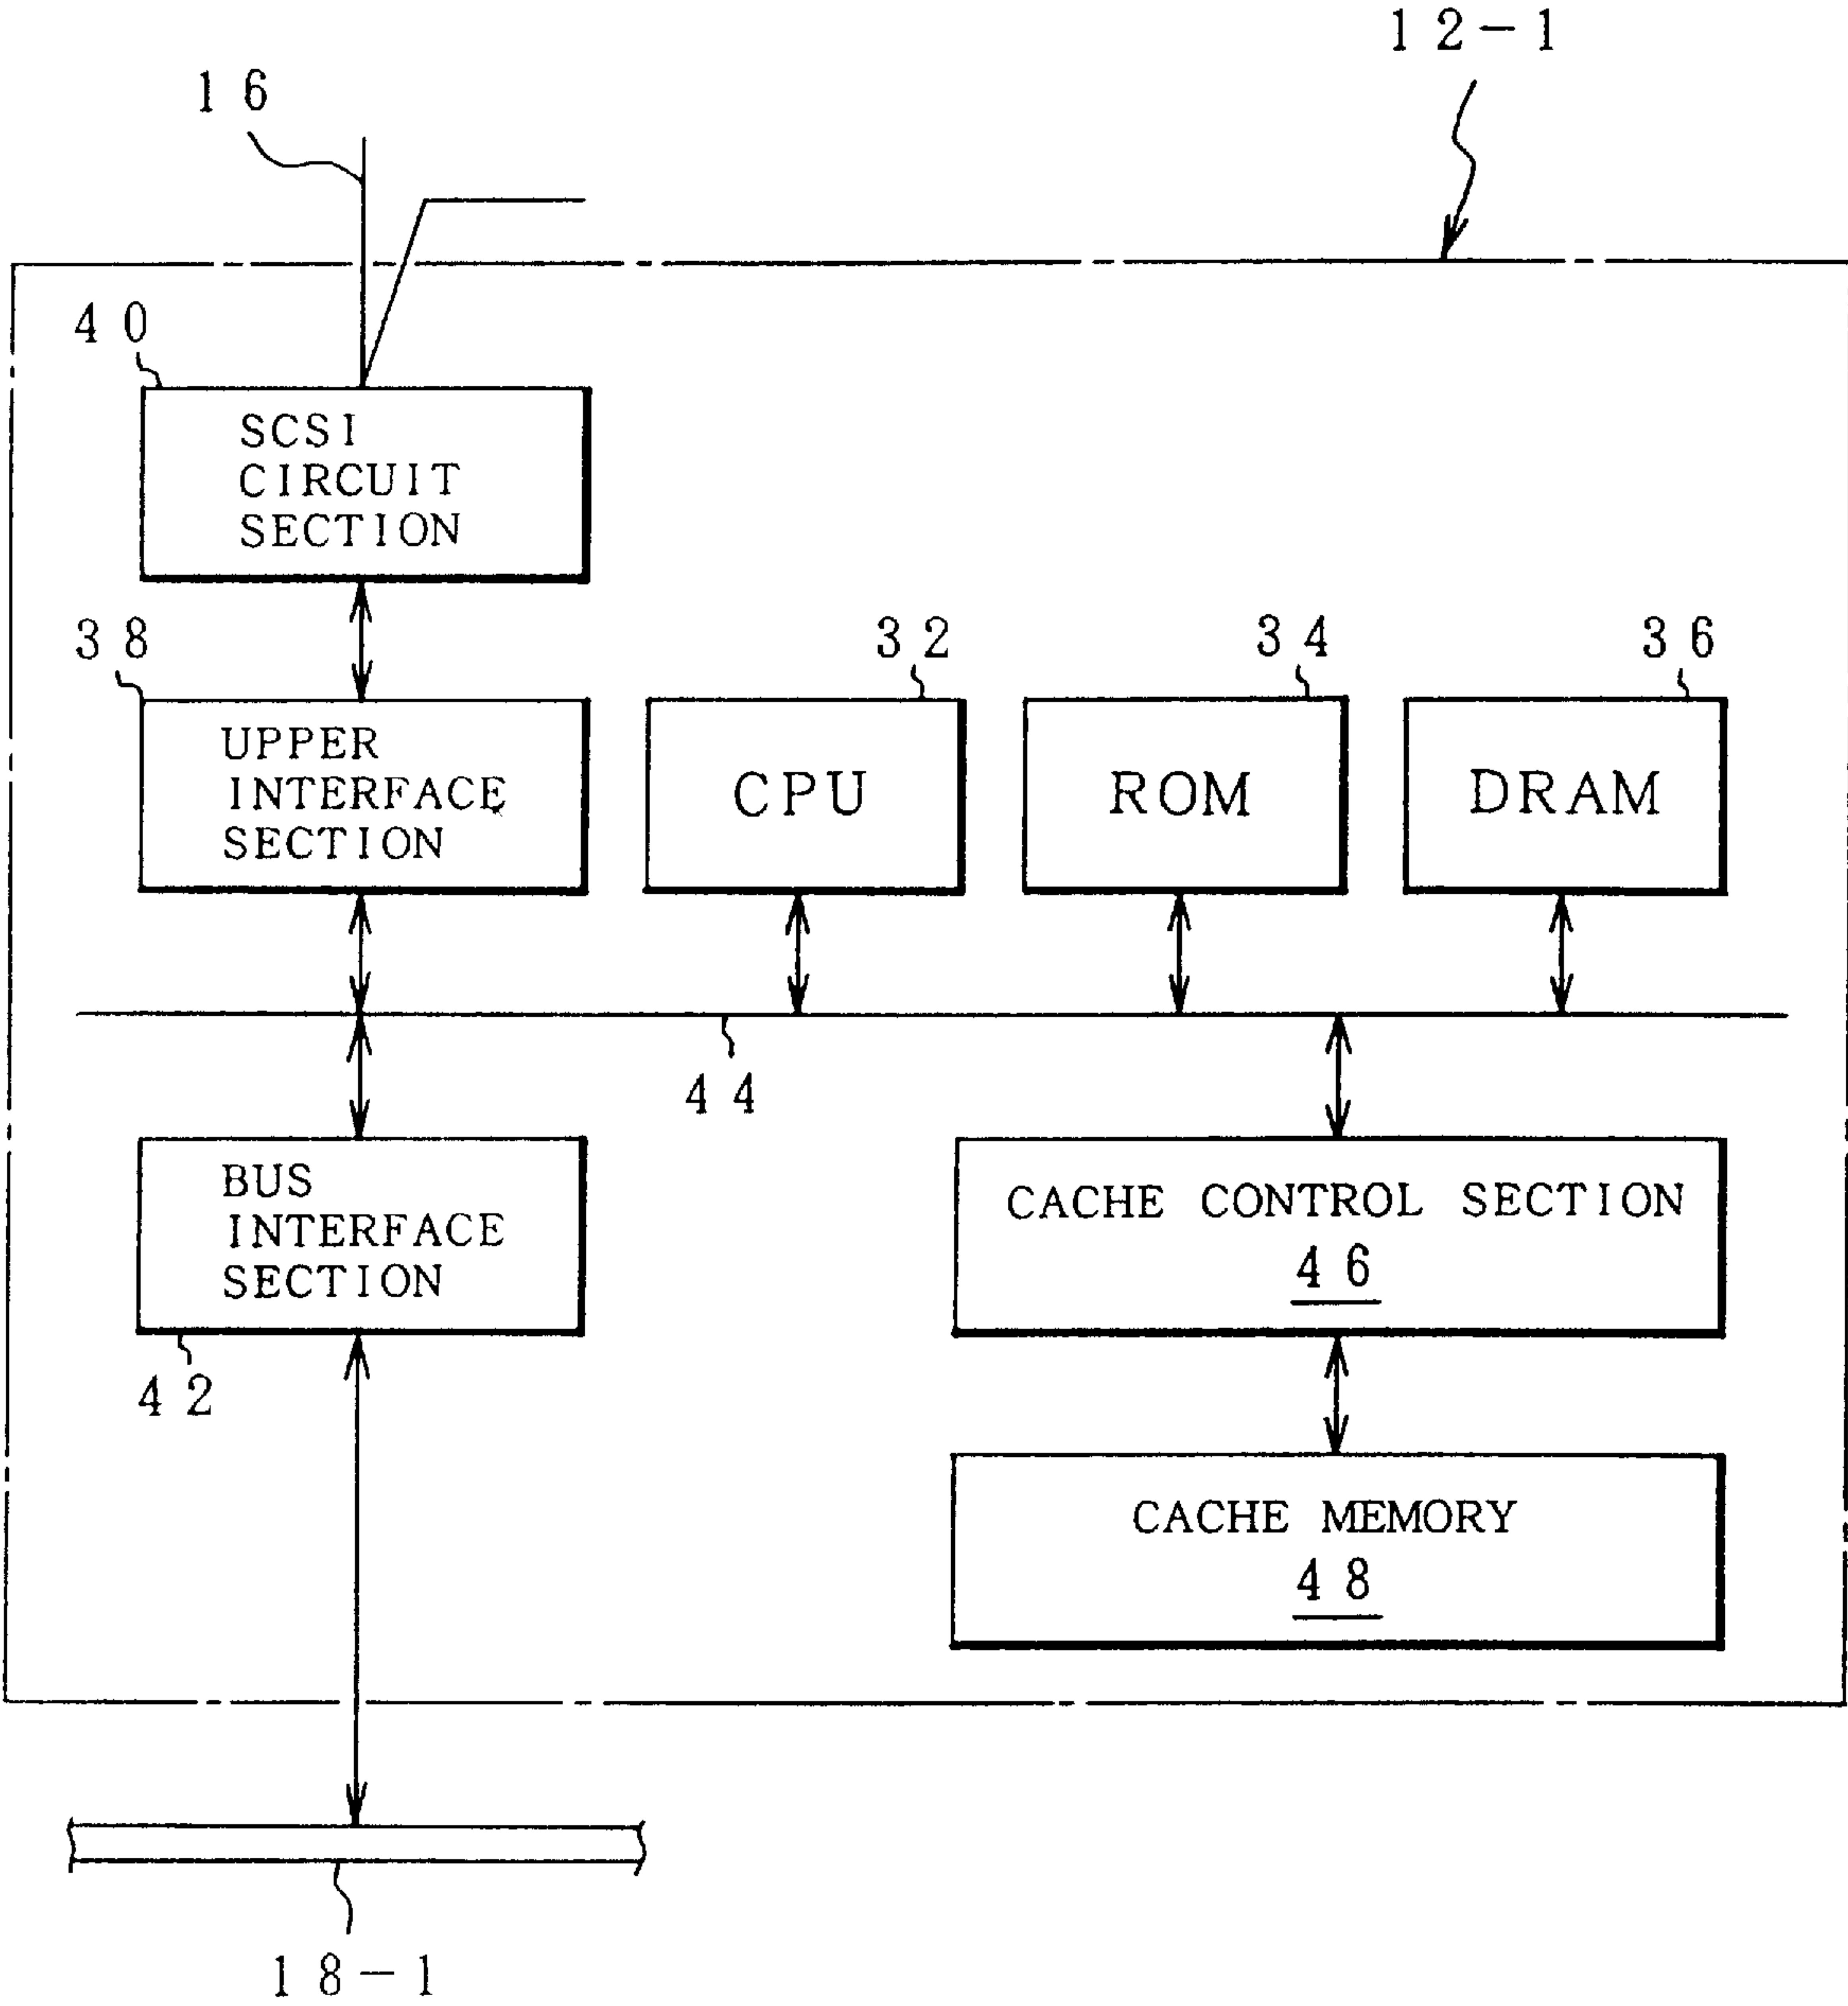 12-1
16
40
SCSI
CIRCUIT
SECTION
38
32
34
36
UPPER
INTERFACE
SECTION
CPU
ROM
DRAM
44
BUS
INTERFACE
SECTION
CACHE CONTROL SECTION
46
42
CACHE MEMORY
48
18-1